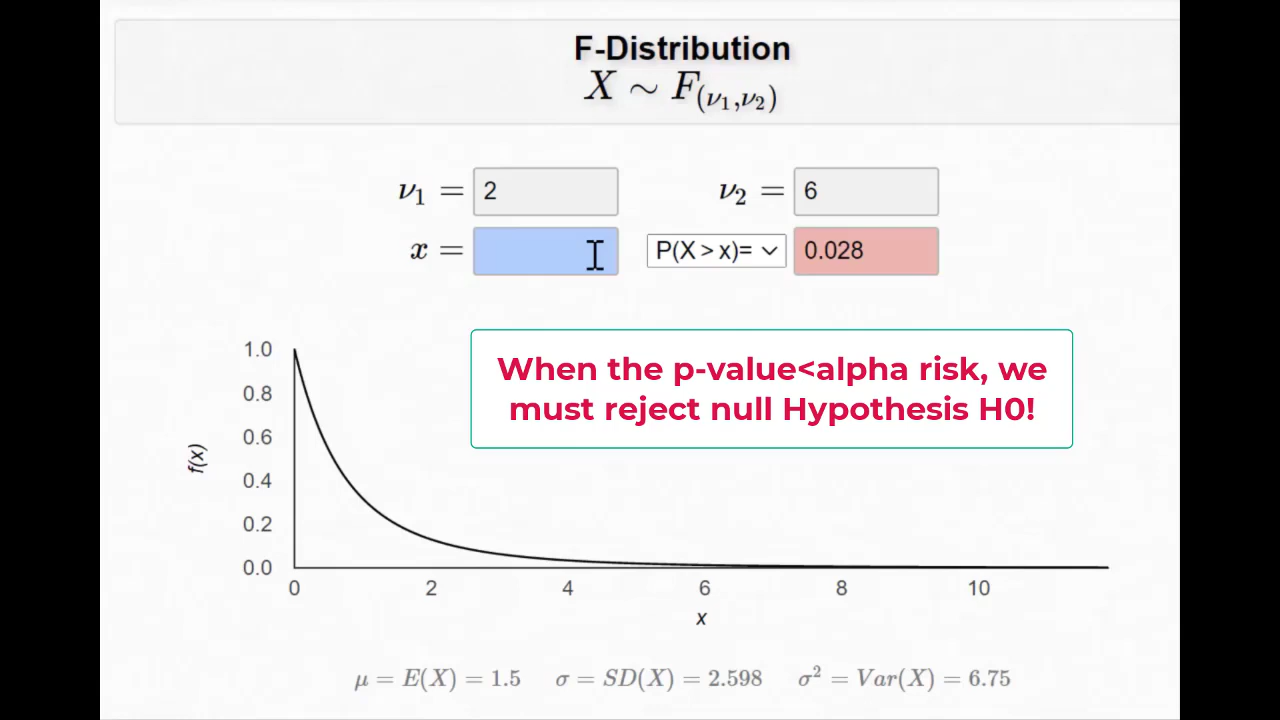 F-Distribution
X ∼ F(ν₁,ν₂)
ν₁ = 2 ν₂ = 6
x = P(X > x)= 0.028
When the p-value<alpha risk, we
must reject null Hypothesis H0!
1.0
0.8
0.6
0.4
0.2
0.0
f(x)
0 2 4 6 8 10
x
μ = E(X) = 1.5 σ = SD(X) = 2.598 σ² = Var(X) = 6.75